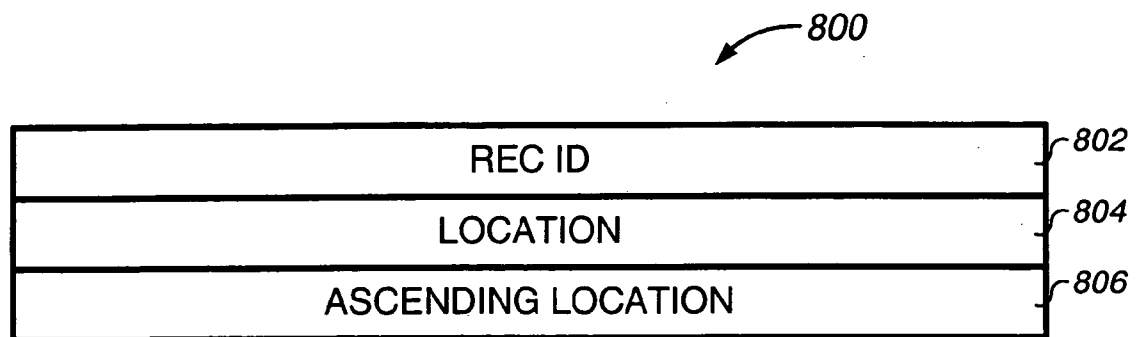 800
REC ID 802
LOCATION 804
ASCENDING LOCATION 806